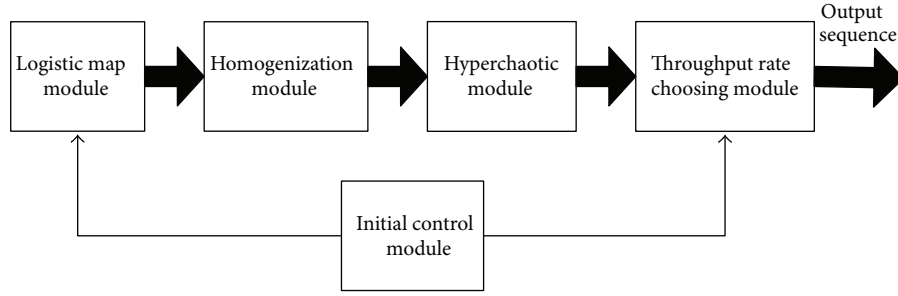 Logistic map
module
Homogenization
module
Hyperchaotic
module
Throughput rate
choosing module
Output
sequence
Initial control
module